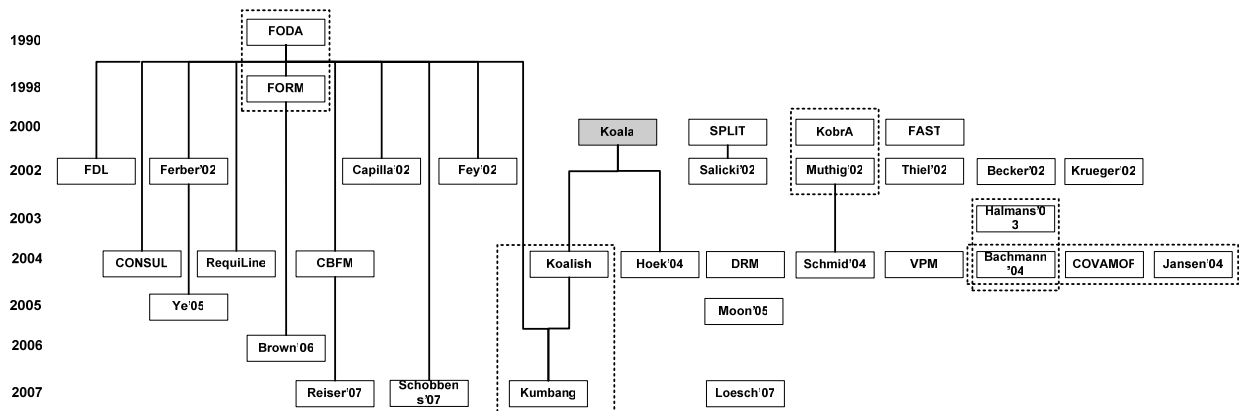 1990
FODA
1998
FORM
2000
Koala
SPLIT
KobrA
FAST
2002
FDL
Ferber'02
Capilla'02
Fey'02
Salicki'02
Muthig'02
Thiel'02
Becker'02
Krueger'02
2003
Halmans'0
3
2004
CONSUL
RequiLine
CBFM
Koalish
Hoek'04
DRM
Schmid'04
VPM
Bachmann
'04
COVAMOF
Jansen'04
2005
Ye'05
Moon'05
2006
Brown'06
2007
Reiser'07
Schobben
s'07
Kumbang
Loesch'07